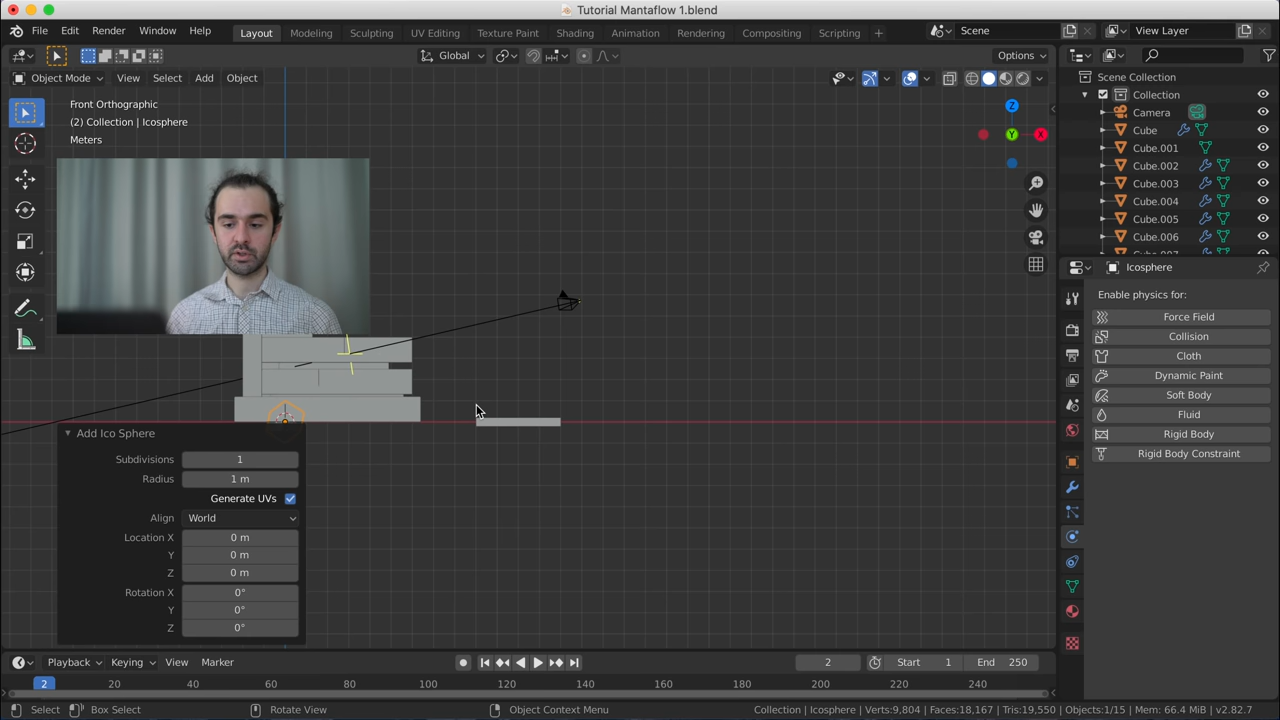 Tutorial Mantaflow 1.blend
File Edit Render Window Help
Layout Modeling Sculpting UV Editing Texture Paint Shading Animation Rendering Compositing Scripting +
Scene
View Layer
Global
Options
Object Mode View Select Add Object
Front Orthographic
(2) Collection | Icosphere
Meters
Z
Y
X
Scene Collection
Collection
Camera
Cube
Cube.001
Cube.002
Cube.003
Cube.004
Cube.005
Cube.006
Icosphere
Enable physics for:
Force Field
Collision
Cloth
Dynamic Paint
Soft Body
Fluid
Rigid Body
Rigid Body Constraint
Add Ico Sphere
Subdivisions 1
Radius 1 m
Generate UVs
Align World
Location X 0 m
Y 0 m
Z 0 m
Rotation X 0°
Y 0°
Z 0°
Playback Keying View Marker
2
Start 1
End 250
2 20 40 60 80 100 120 140 160 180 200 220 240
Select Box Select Rotate View Object Context Menu
Collection | Icosphere | Verts:9,804 | Faces:18,167 | Tris:19,550 | Objects:1/15 | Mem: 66.4 MiB | v2.82.7